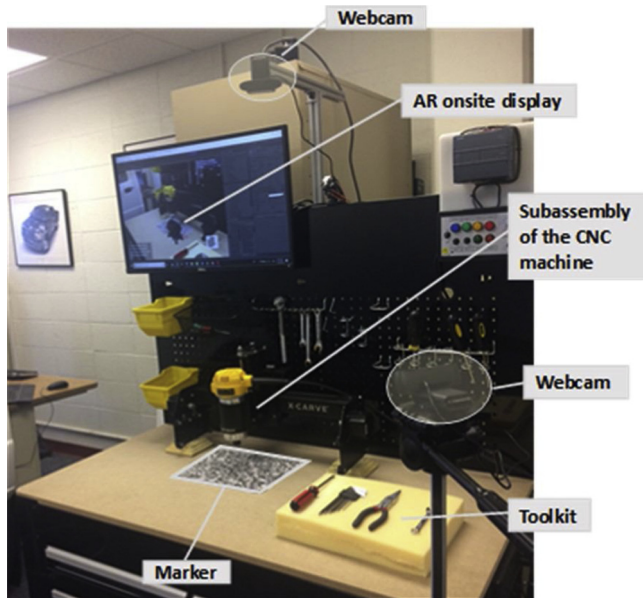 Webcam
AR onsite display
Subassembly
of the CNC
machine
Webcam
X-CARVE
Toolkit
Marker